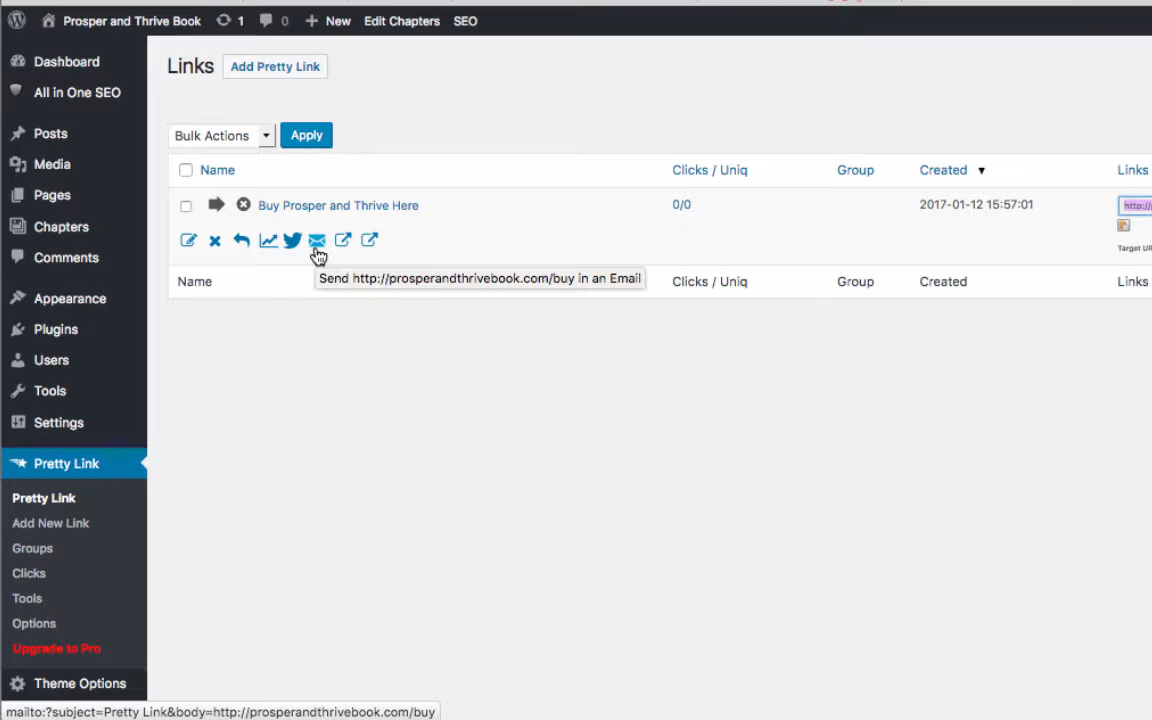 Prosper and Thrive Book 1 0 New Edit Chapters SEO
Dashboard
All in One SEO
Posts
Media
Pages
Chapters
Comments
Appearance
Plugins
Users
Tools
Settings
Pretty Link
Pretty Link
Add New Link
Groups
Clicks
Tools
Options
Upgrade to Pro
Theme Options
Links Add Pretty Link
Bulk Actions Apply
Name Clicks / Uniq Group Created Links
Buy Prosper and Thrive Here 0/0 2017-01-12 15:57:01 http://
Target UR
Send http://prosperandthrivebook.com/buy in an Email
Name Clicks / Uniq Group Created Links
mailto:?subject=Pretty Link&body=http://prosperandthrivebook.com/buy